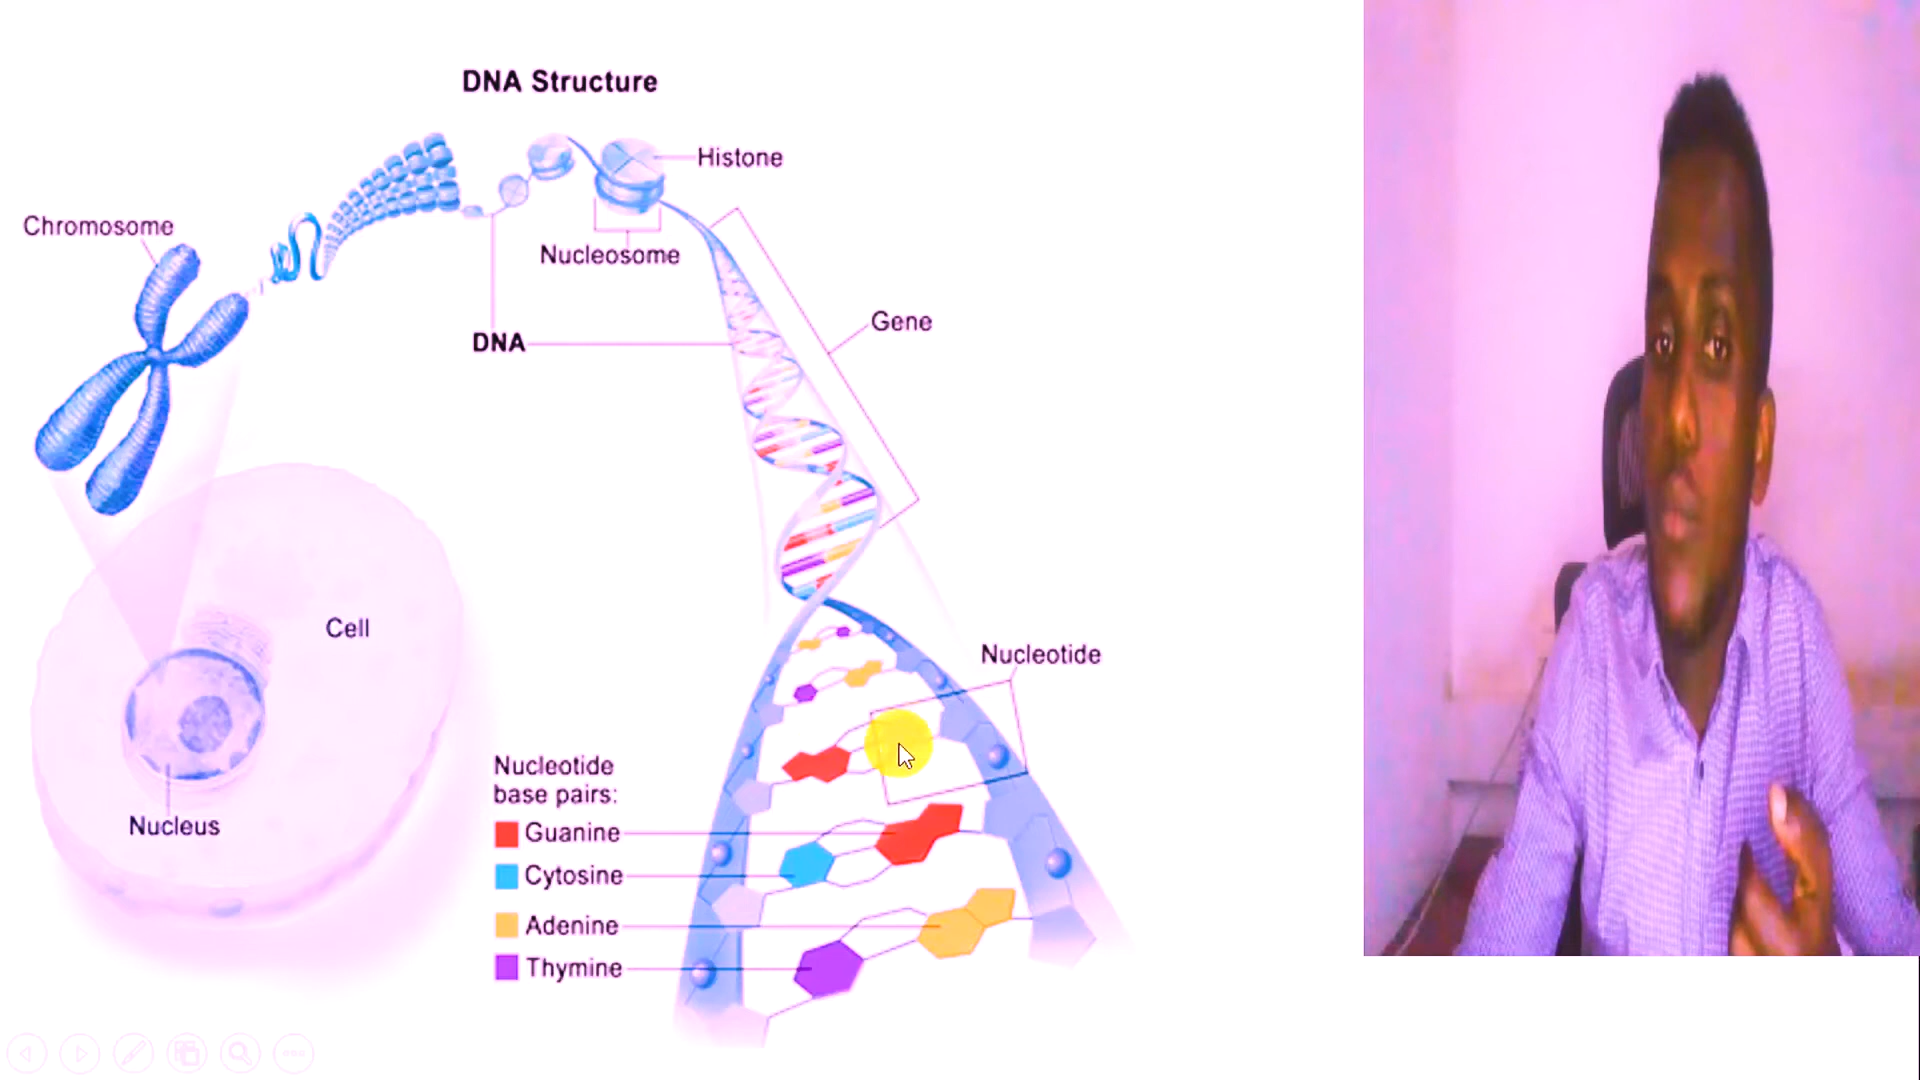 DNA Structure
Histone
Chromosome
Nucleosome
Gene
DNA
Cell
Nucleotide
Nucleus
Nucleotide
base pairs:
Guanine
Cytosine
Adenine
Thymine